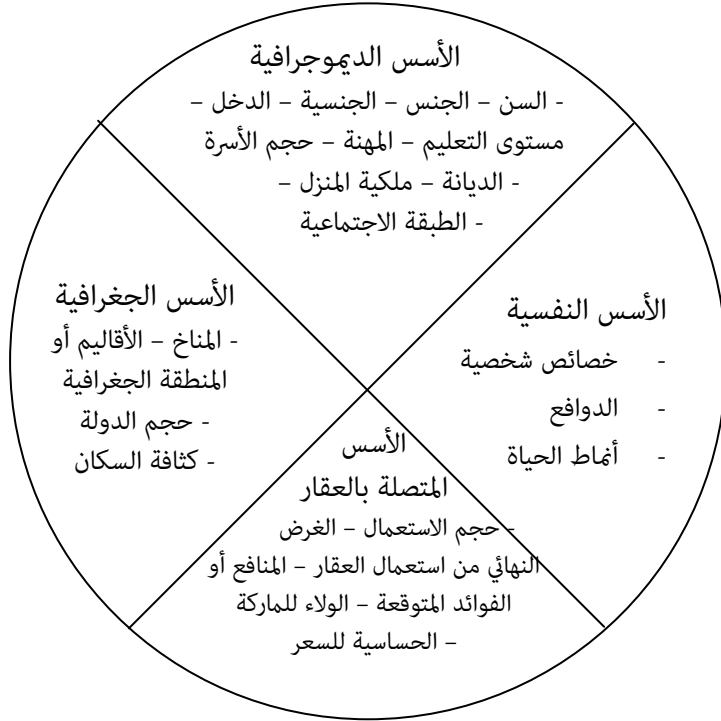 الأسس الديموجرافية
- السن – الجنس – الجنسية – الدخل –
مستوى التعليم – المهنة – حجم الأسرة
- الديانة – ملكية المنزل –
- الطبقة الاجتماعية
الأسس النفسية
- خصائص شخصية
- الدوافع
- أنماط الحياة
الأسس الجغرافية
- المناخ – الأقاليم أو
المنطقة الجغرافية
- حجم الدولة
- كثافة السكان
الأسس
المتصلة بالعقار
- حجم الاستعمال – الغرض
النهائي من استعمال العقار – المنافع أو
الفوائد المتوقعة – الولاء للماركة
– الحساسية للسعر